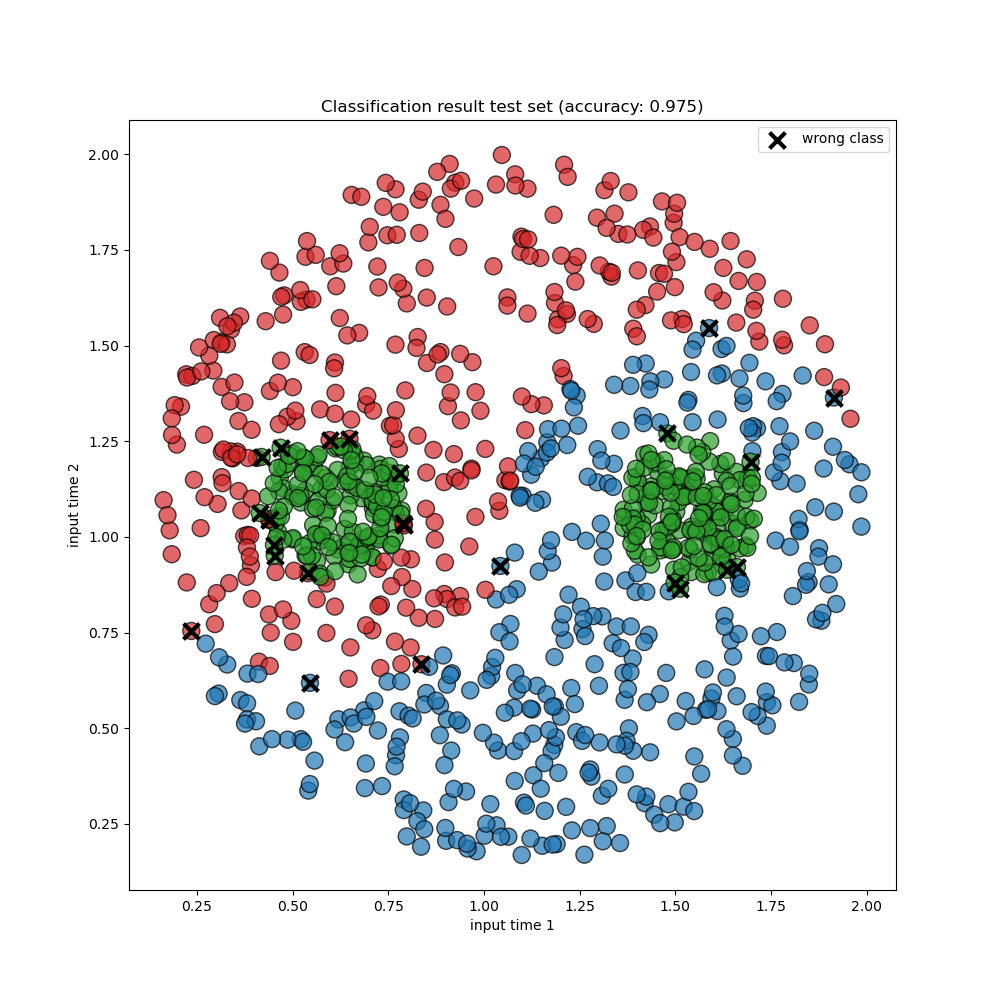 Classification result test set (accuracy: 0.975)
wrong class
2.00
1.75
1.50
1.25
1.00
0.75
0.50
0.25
input time 2
0.25 0.50 0.75 1.00 1.25 1.50 1.75 2.00
input time 1